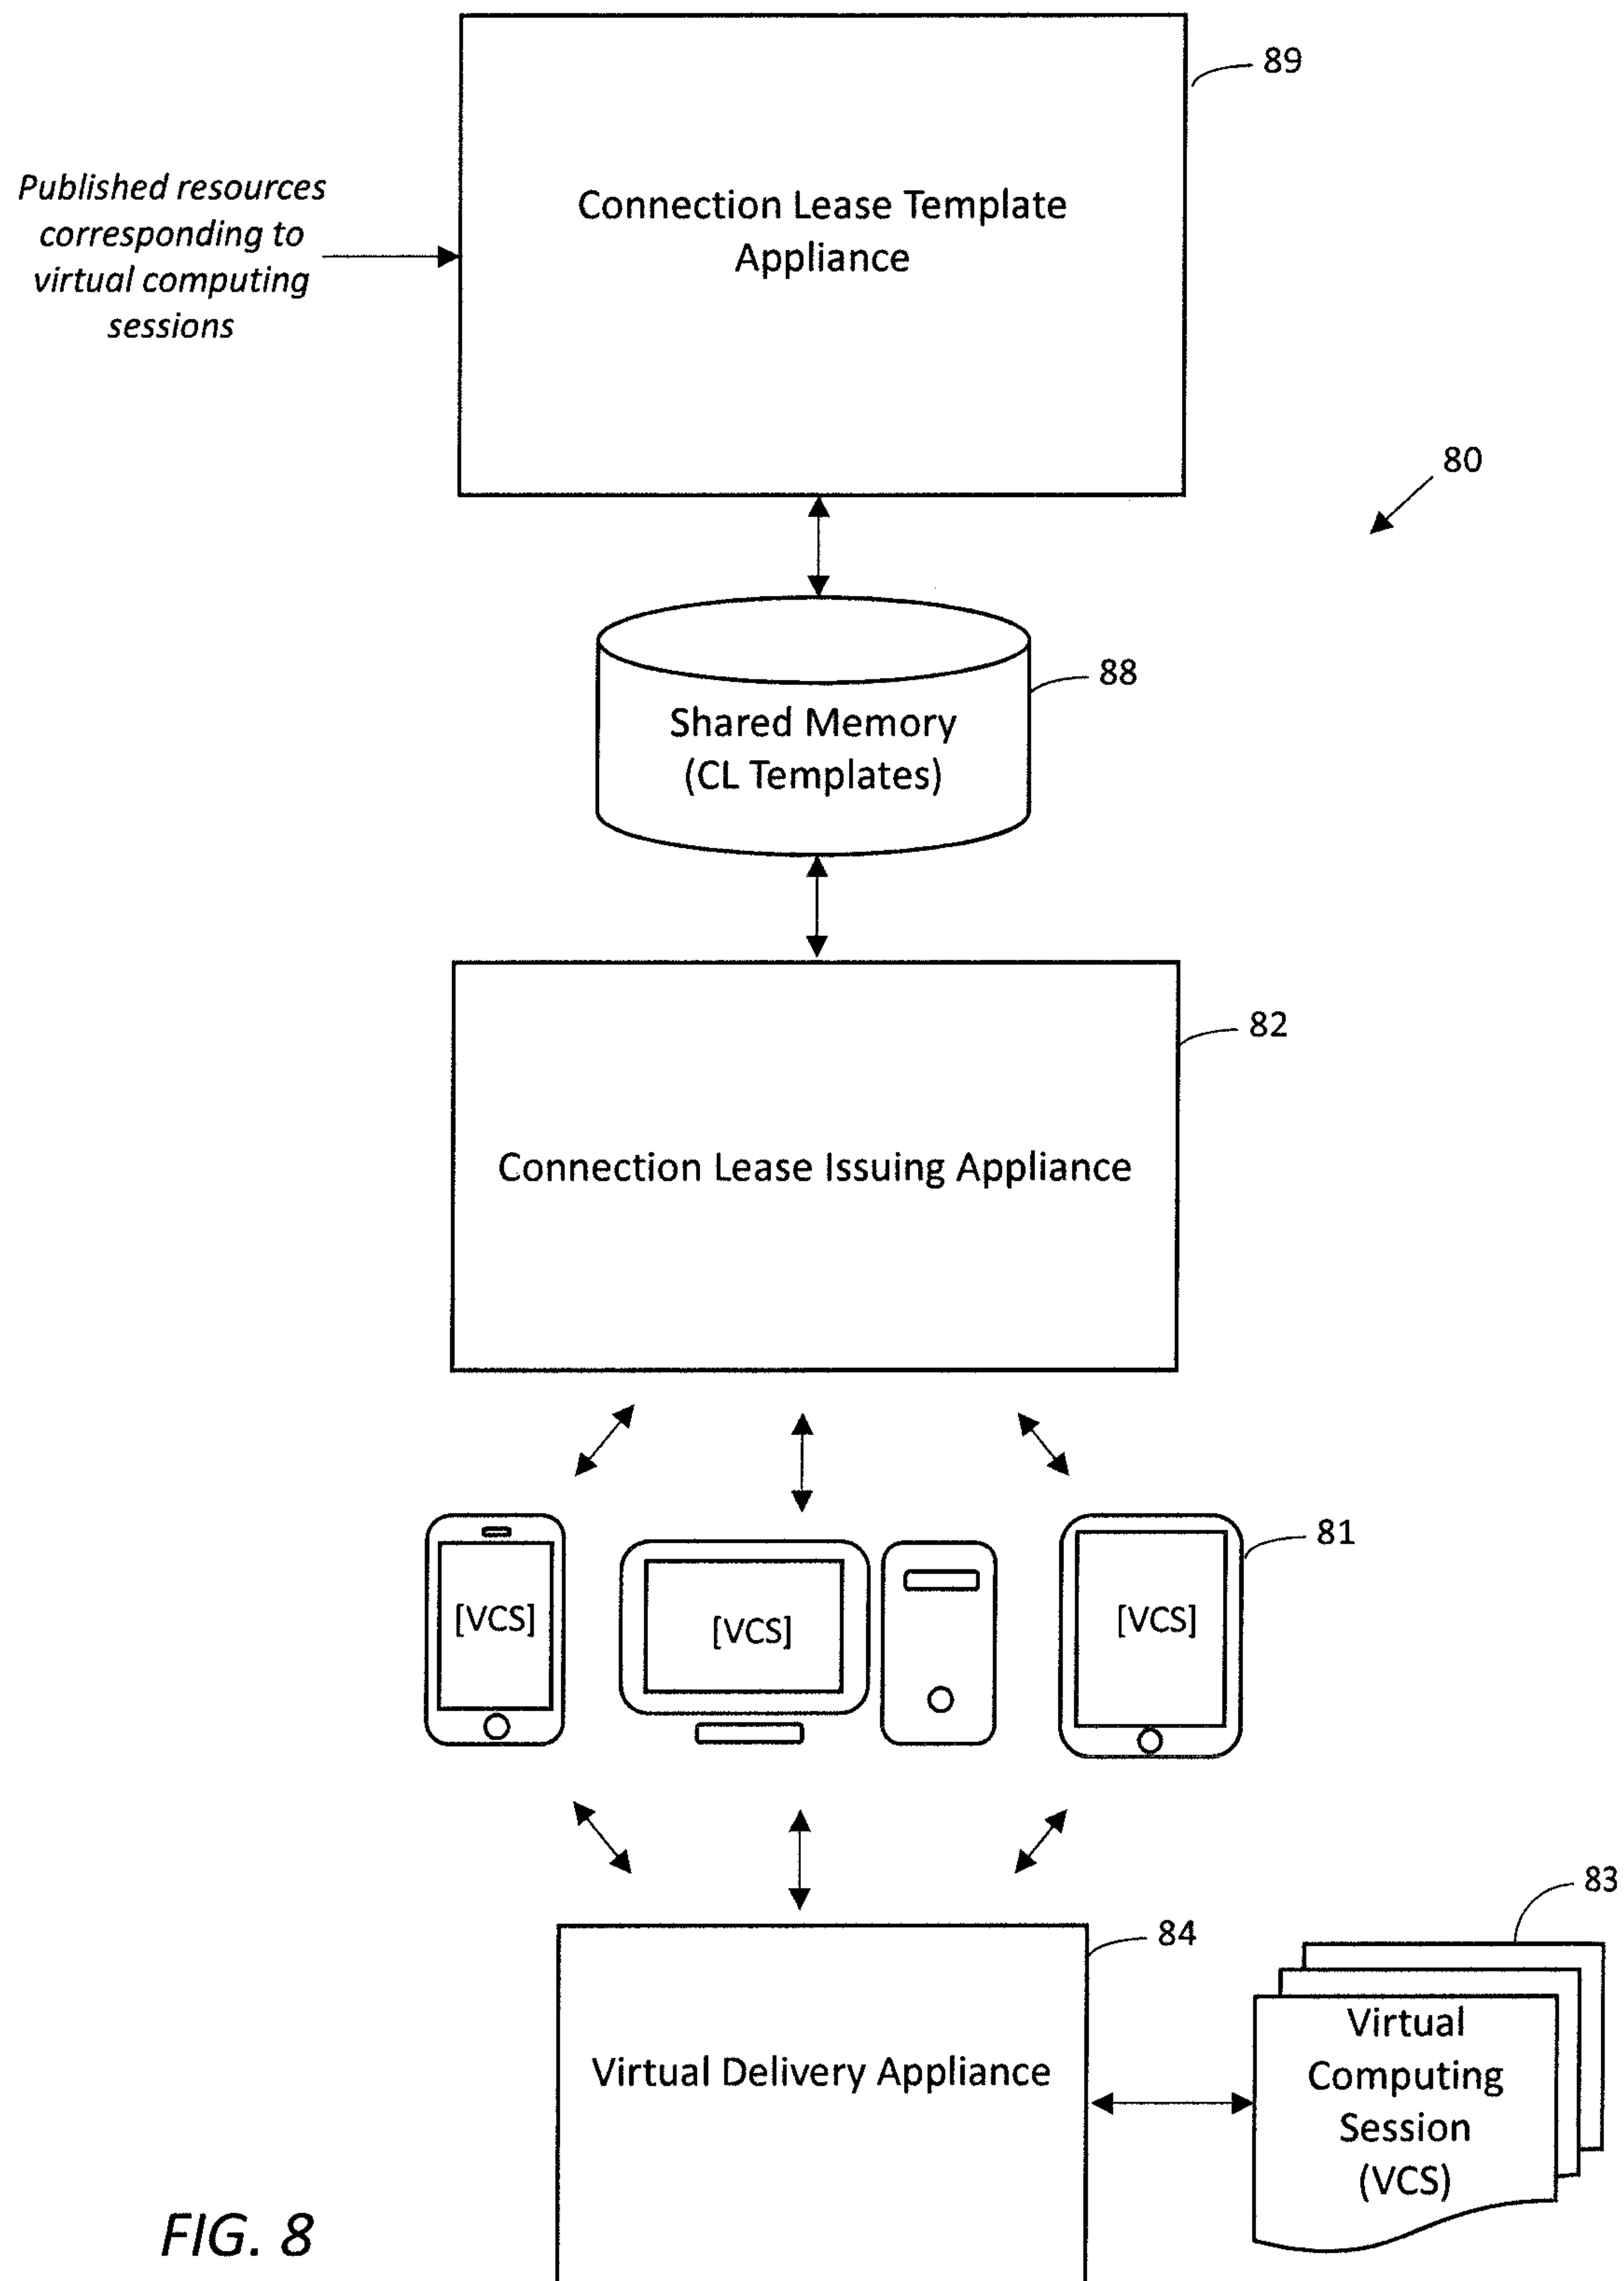 89
Published resources
corresponding to
virtual computing
sessions
Connection Lease Template
Appliance
80
88
Shared Memory
(CL Templates)
82
Connection Lease Issuing Appliance
81
[VCS]
[VCS]
[VCS]
83
84
Virtual Delivery Appliance
Virtual
Computing
Session
(VCS)
FIG. 8